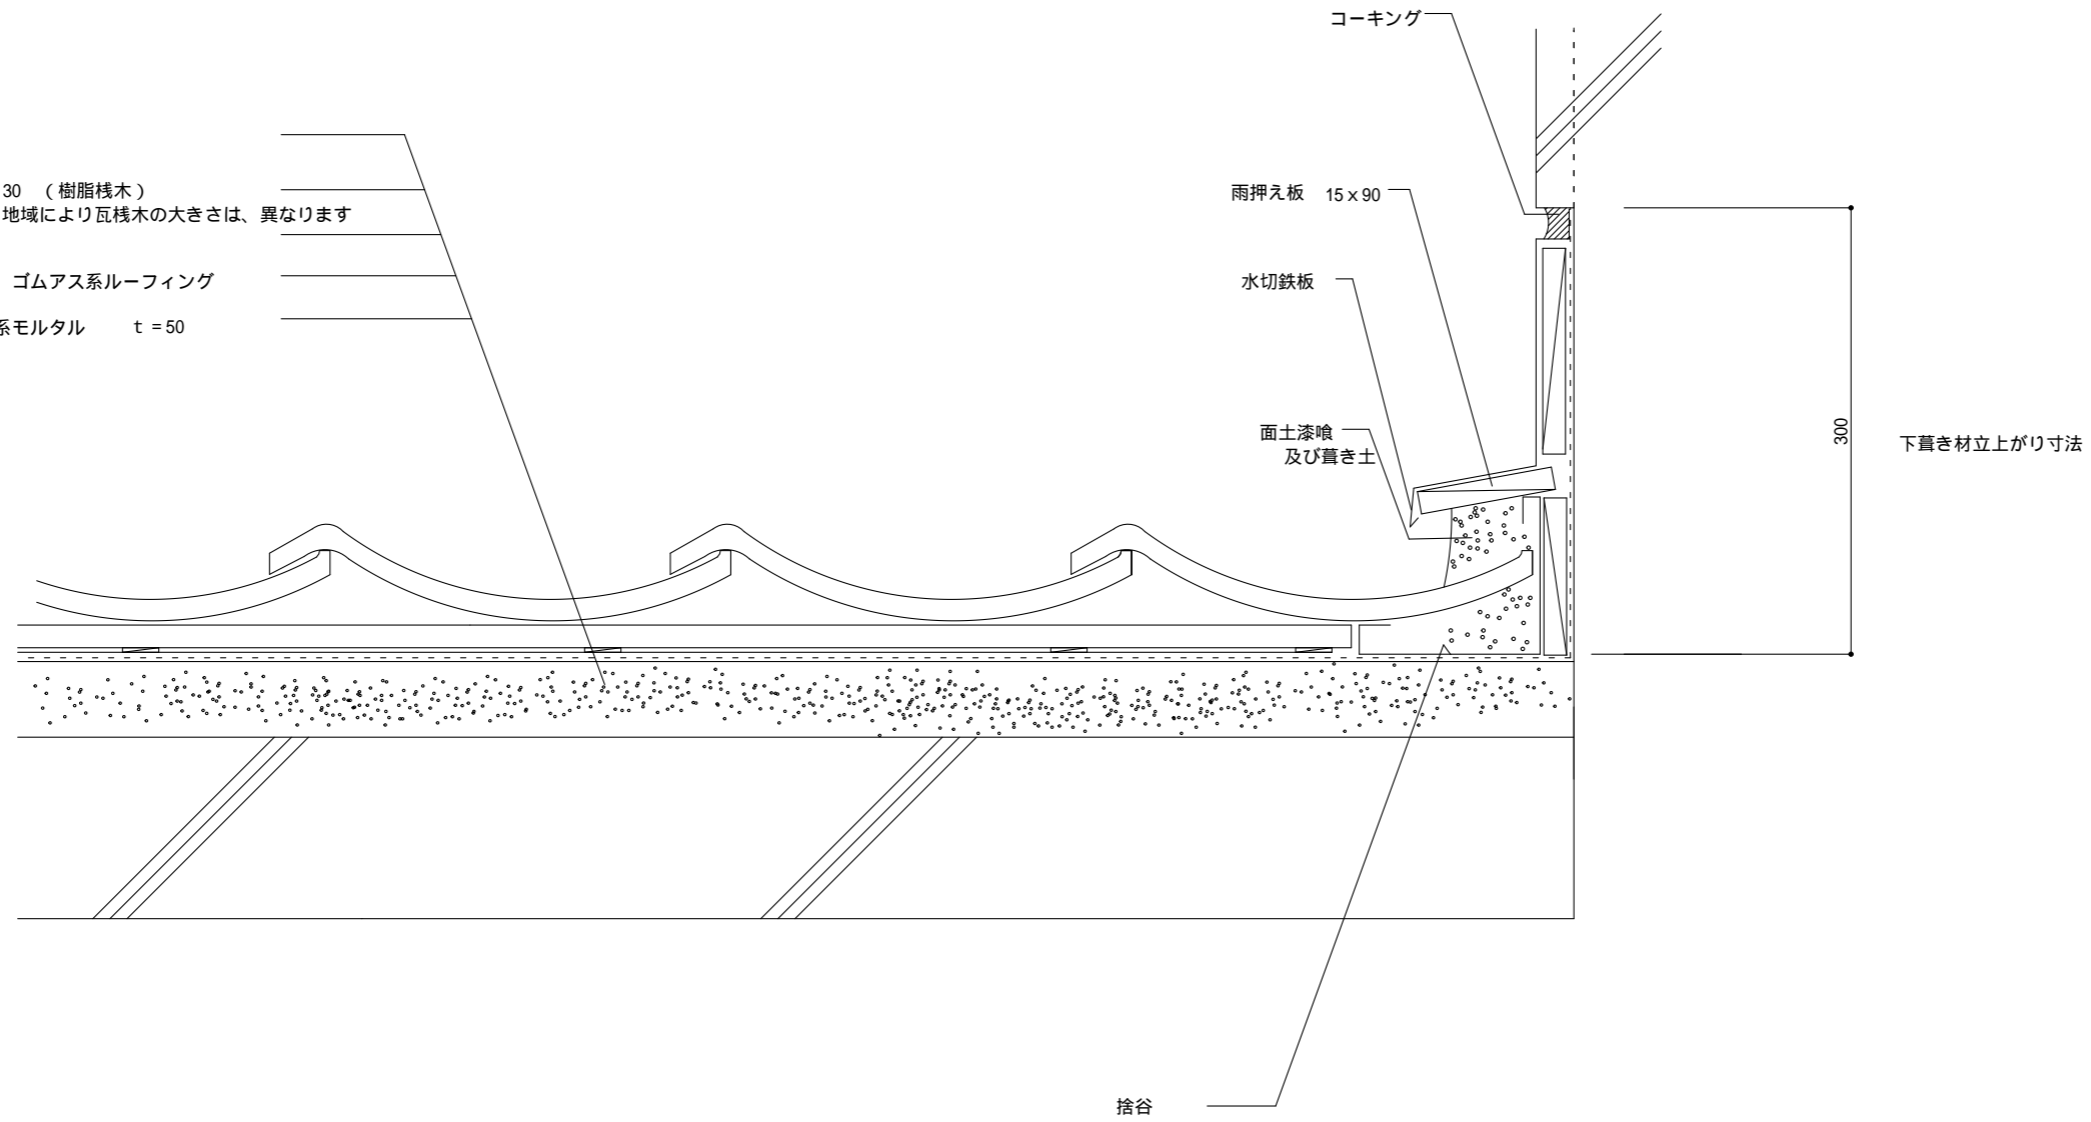 コーキング
30 （樹脂桟木）
地域により瓦桟木の大きさは、異なります
ゴムアス系ルーフィング
系モルタル t=50
雨押え板 15x90
水切鉄板
面土漆喰
及び葺き土
300
下葺き材立上がり寸法
捨谷